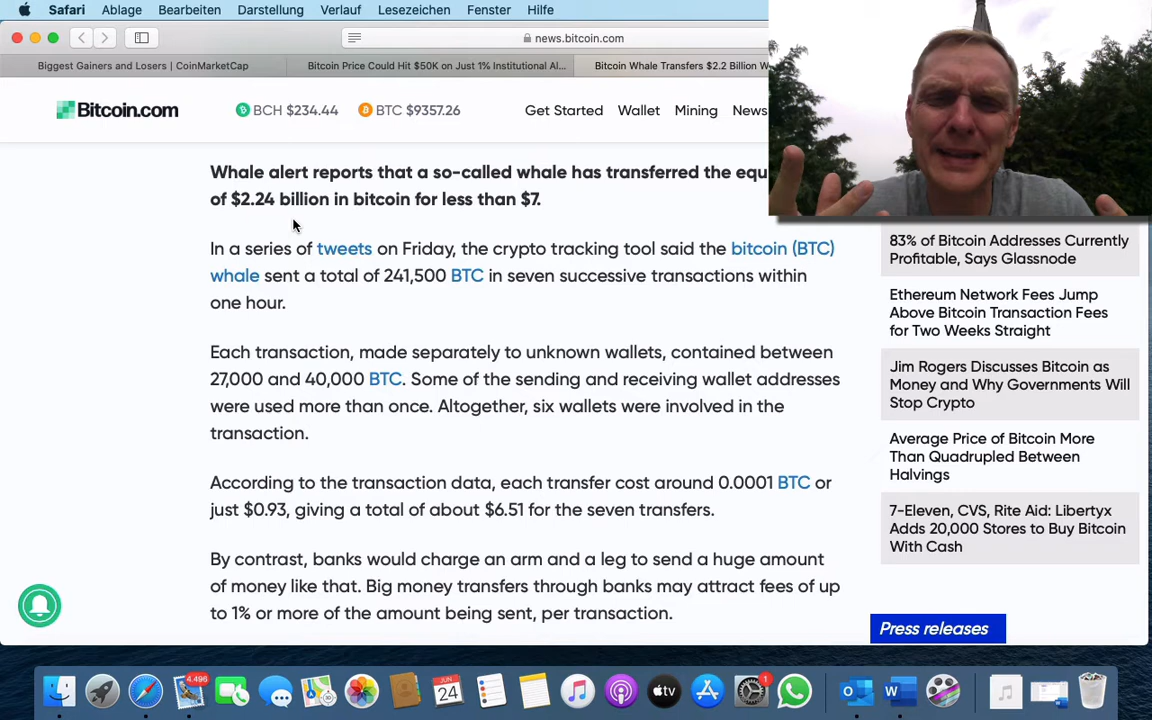 Safari Ablage Bearbeiten Darstellung Verlauf Lesezeichen Fenster Hilfe
news.bitcoin.com
Biggest Gainers and Losers | CoinMarketCap
Bitcoin Price Could Hit $50K on Just 1% Institutional Al...
Bitcoin Whale Transfers $2.2 Billion W
Bitcoin.com
BCH $234.44
BTC $9357.26
Get Started Wallet Mining News
Whale alert reports that a so-called whale has transferred the
of $2.24 billion in bitcoin for less than $7.
In a series of tweets on Friday, the crypto tracking tool said the bitcoin (BTC)
whale sent a total of 241,500 BTC in seven successive transactions within
one hour.
Each transaction, made separately to unknown wallets, contained between
27,000 and 40,000 BTC. Some of the sending and receiving wallet addresses
were used more than once. Altogether, six wallets were involved in the
transaction.
According to the transaction data, each transfer cost around 0.0001 BTC or
just $0.93, giving a total of about $6.51 for the seven transfers.
By contrast, banks would charge an arm and a leg to send a huge amount
of money like that. Big money transfers through banks may attract fees of up
to 1% or more of the amount being sent, per transaction.
83% of Bitcoin Addresses Currently
Profitable, Says Glassnode
Ethereum Network Fees Jump
Above Bitcoin Transaction Fees
for Two Weeks Straight
Jim Rogers Discusses Bitcoin as
Money and Why Governments Will
Stop Crypto
Average Price of Bitcoin More
Than Quadrupled Between
Halvings
7-Eleven, CVS, Rite Aid: Libertyx
Adds 20,000 Stores to Buy Bitcoin
With Cash
Press releases
4.496
JUN
24
tv
1